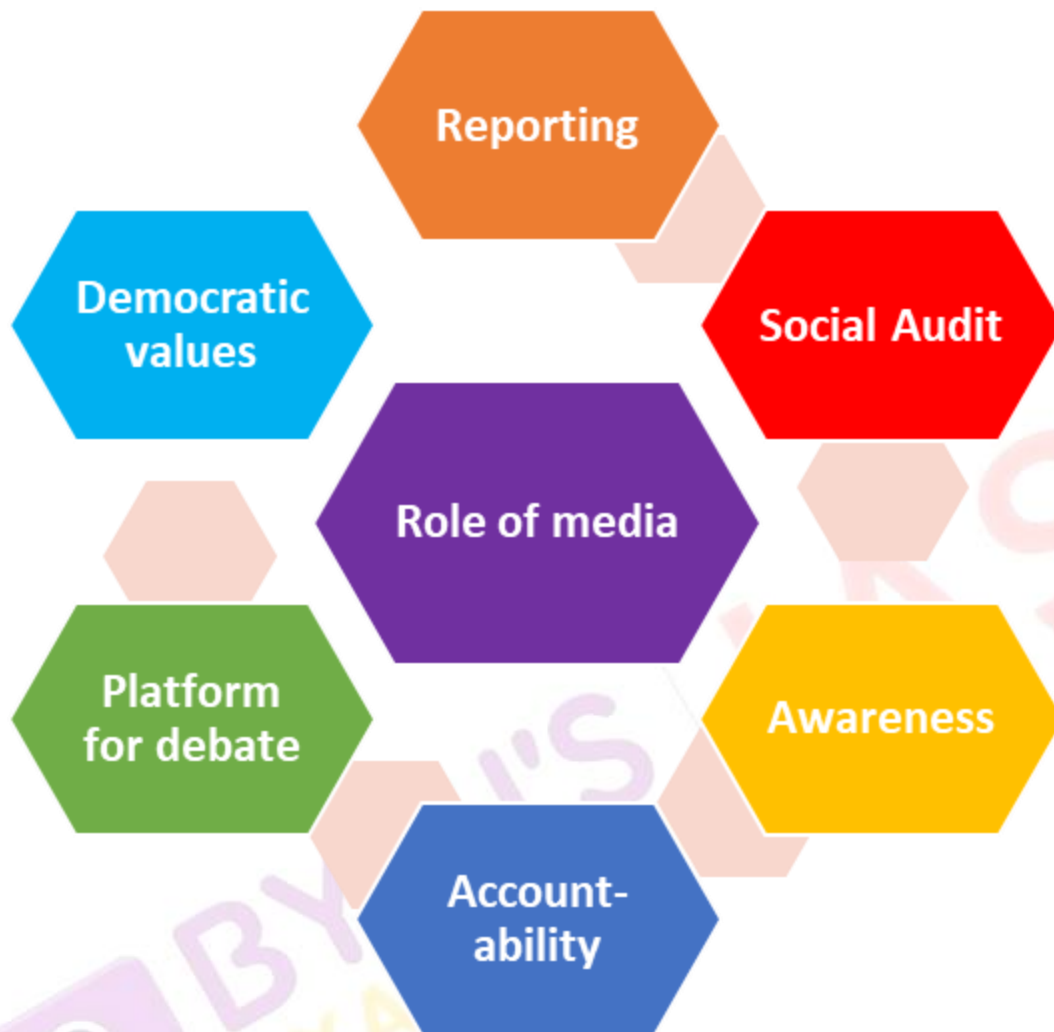 Reporting
Democratic
values
Social Audit
Role of media
Platform
for debate
Awareness
Account-
ability